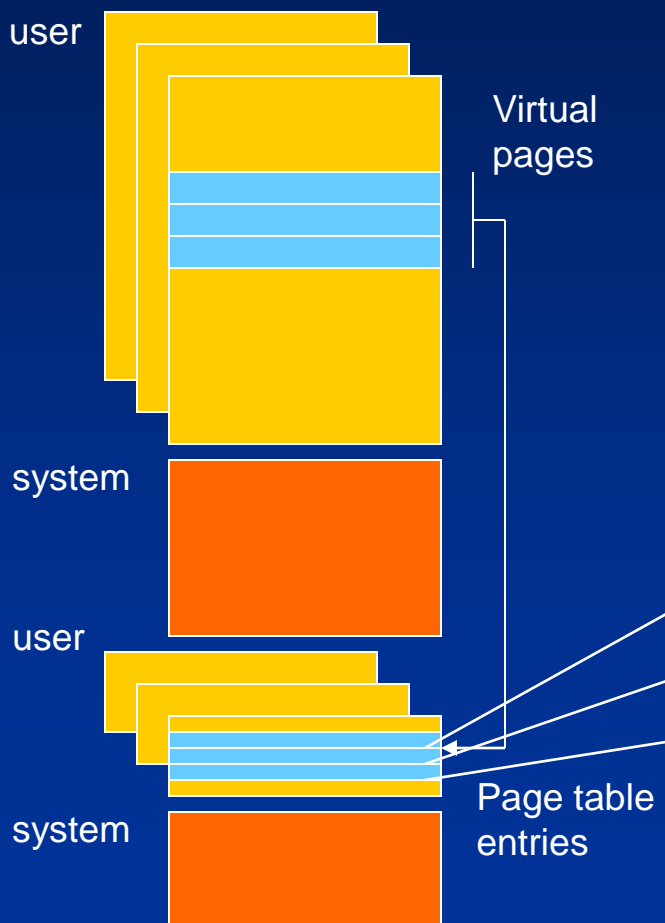 user
Virtual
pages
system
user
Page table
entries
system